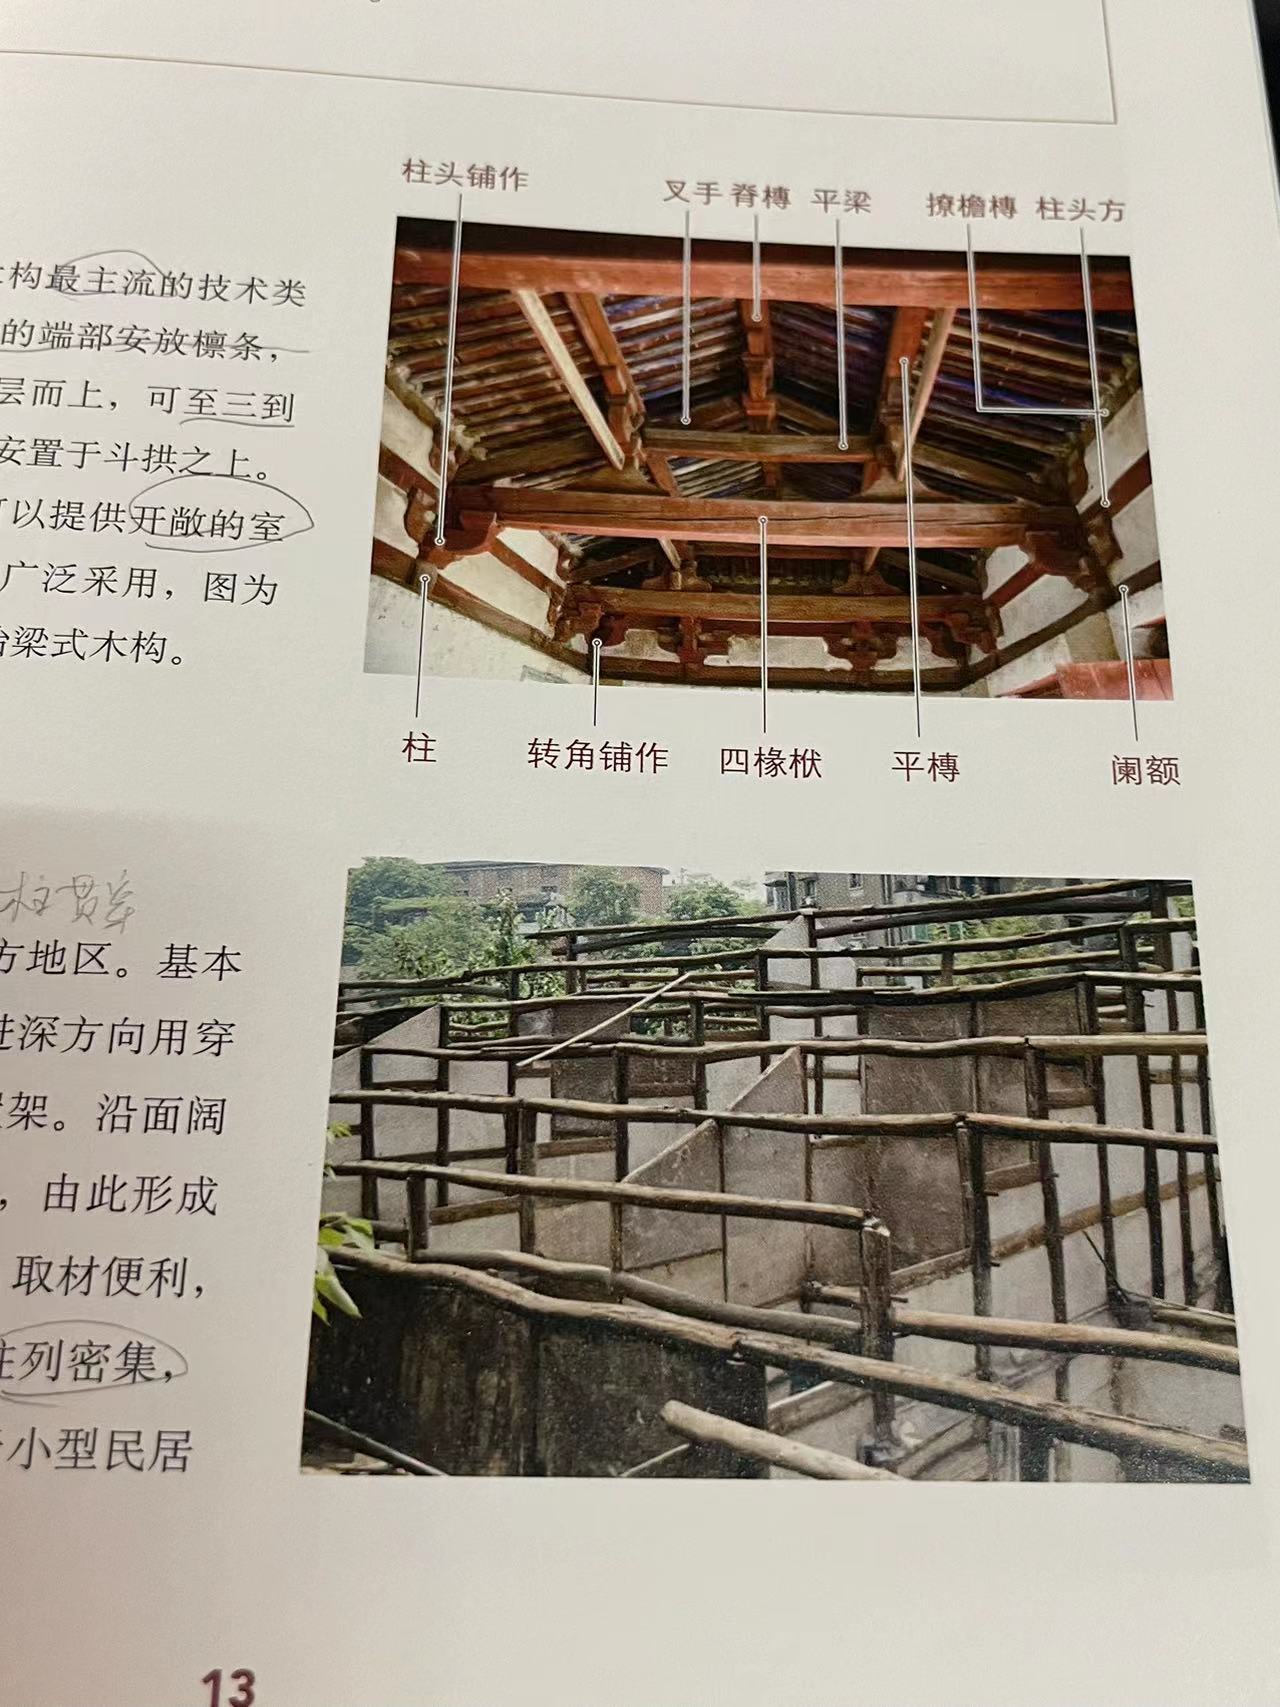 柱头铺作 叉手 脊槫 平梁 撩檐槫 柱头方
构最主流的技术类
的端部安放檩条，
层而上，可至三到
安置于斗拱之上。
可以提供开敞的室
广泛采用，图为
抬梁式木构。
柱 转角铺作 四椽栿 平槫 阑额
柱贯穿
方地区。基本
进深方向用穿
架。沿面阔
，由此形成
取材便利，
柱列密集，
小型民居
13